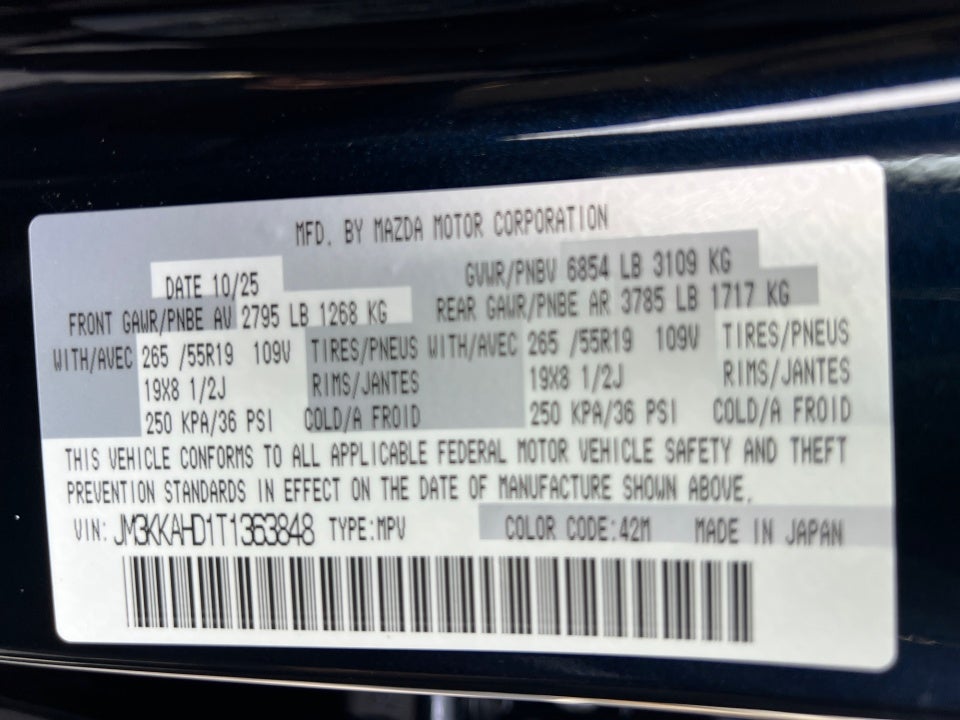 MFD. BY MAZDA MOTOR CORPORATION
DATE 10/25 GVWR/PNBV 6854 LB 3109 KG
FRONT GAWR/PNBE AV 2795 LB 1268 KG REAR GAWR/PNBE AR 3785 LB 1717 KG
WITH/AVEC 265 /55R19 109V TIRES/PNEUS WITH/AVEC 265 /55R19 109V TIRES/PNEUS
19X8 1/2J RIMS/JANTES 19X8 1/2J RIMS/JANTES
250 KPA/36 PSI COLD/A FROID 250 KPA/36 PSI COLD/A FROID
THIS VEHICLE CONFORMS TO ALL APPLICABLE FEDERAL MOTOR VEHICLE SAFETY AND THEFT
PREVENTION STANDARDS IN EFFECT ON THE DATE OF MANUFACTURE SHOWN ABOVE.
VIN: JM3KKAHD1T1363848 TYPE:MPV COLOR CODE:42M MADE IN JAPAN